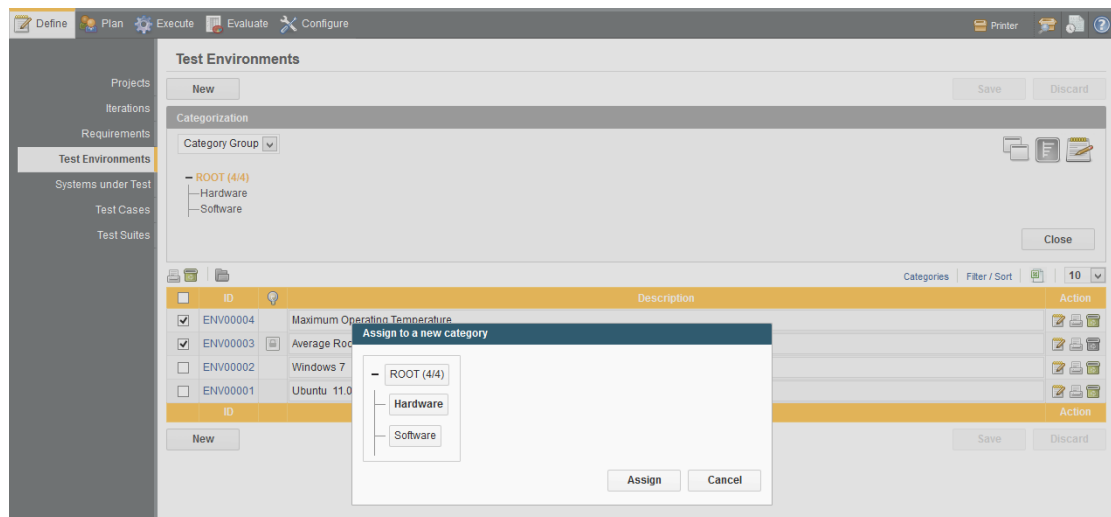 Define Plan Execute Evaluate Configure Printer
Test Environments
Projects
New Save Discard
Iterations
Categorization
Requirements
Category Group
Test Environments
ROOT (4/4)
Systems under Test
Hardware
Software
Test Cases
Test Suites
Close
Categories Filter / Sort 10
ID Description Action
ENV00004 Maximum Operating Temperature
Assign to a new category
ENV00003 Average Roo
ENV00002 Windows 7
ROOT (4/4)
ENV00001 Ubuntu 11.0
Hardware
ID Action
Software
New Save Discard
Assign Cancel